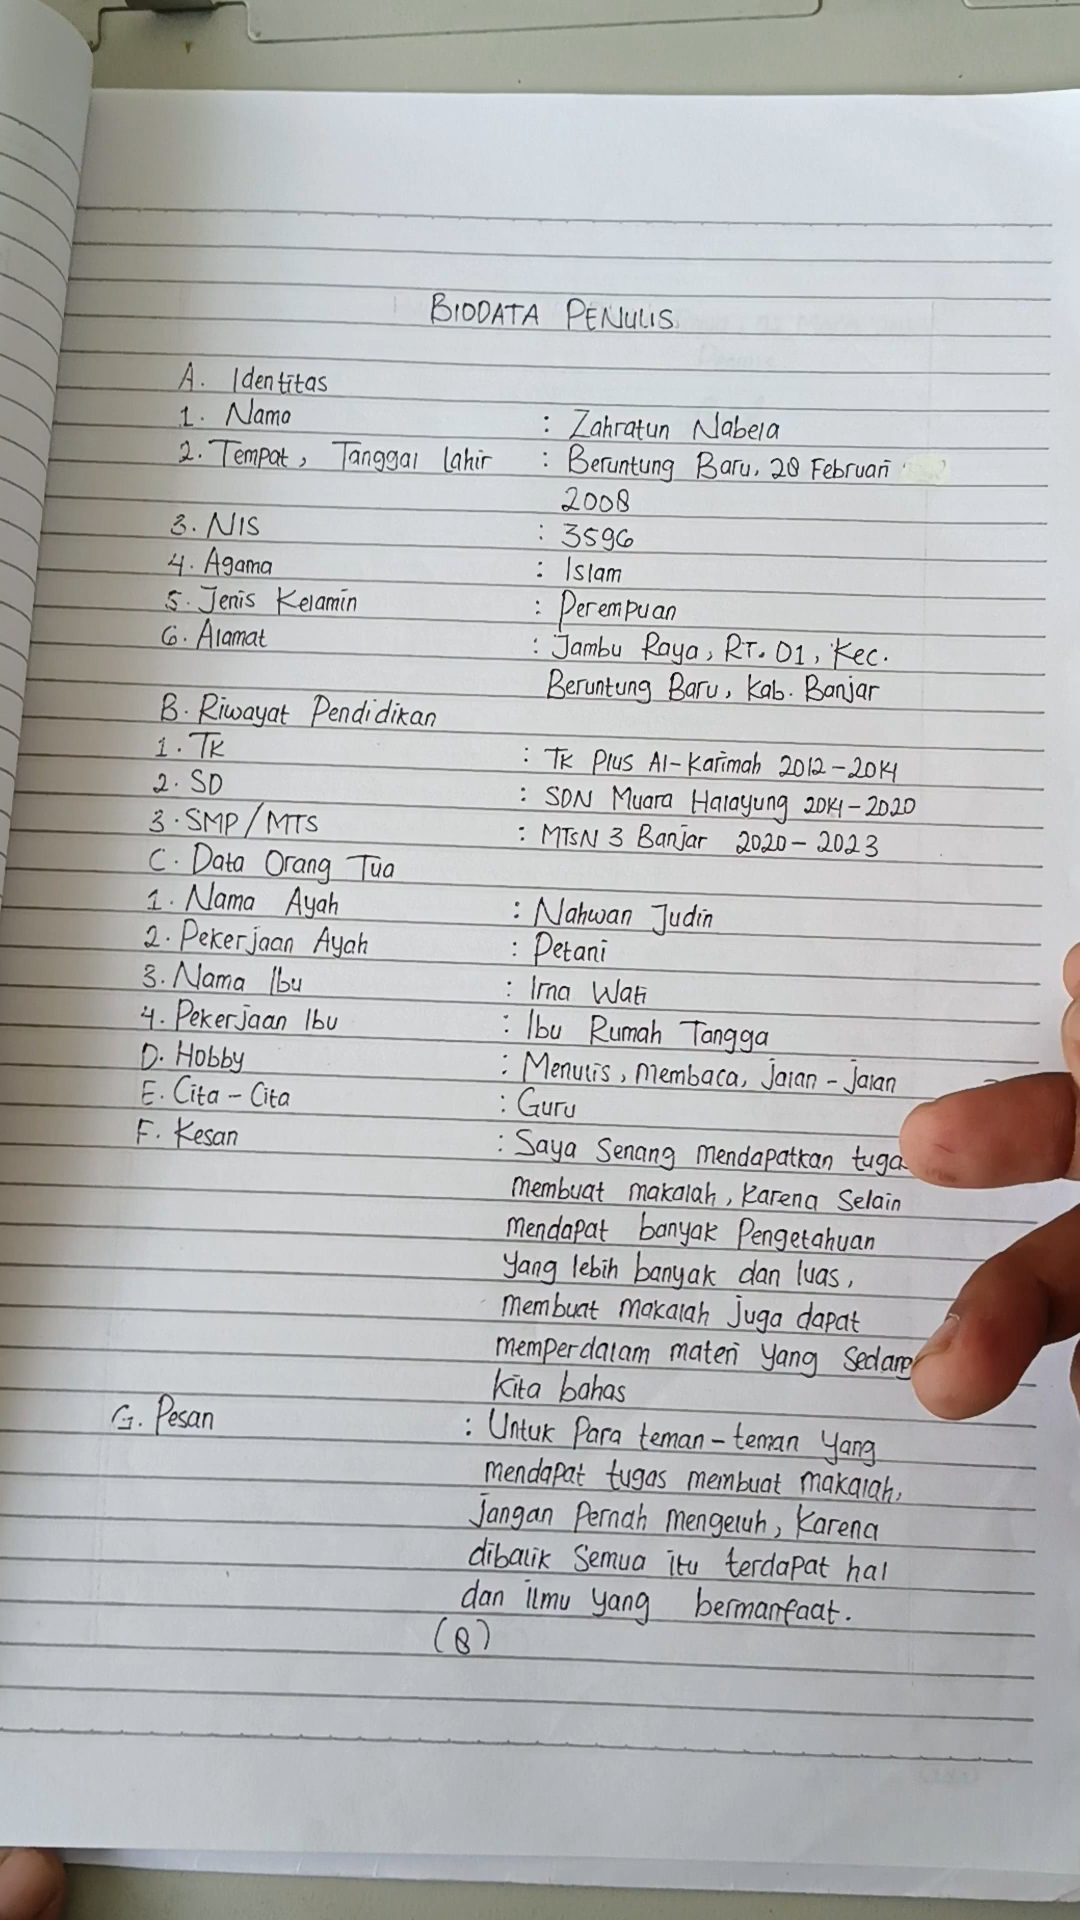 BIODATA PENULIS
A. Identitas
1. Nama : Zahratun Nabela
2. Tempat, Tanggal lahir : Beruntung Baru, 28 Februari
2008
3. NIS : 3596
4. Agama : Islam
5. Jenis Kelamin : Perempuan
6. Alamat : Jambu Raya, RT. 01, Kec.
Beruntung Baru, Kab. Banjar
B. Riwayat Pendidikan
1. TK : TK Plus Al-Karimah 2012-2014
2. SD : SDN Muara Halayung 2014-2020
3. SMP/MTS : MTSN 3 Banjar 2020-2023
C. Data Orang Tua
1. Nama Ayah : Nahwan Judin
2. Pekerjaan Ayah : Petani
3. Nama Ibu : Irna Wati
4. Pekerjaan Ibu : Ibu Rumah Tangga
D. Hobby : Menulis, membaca, jalan-jalan
E. Cita-Cita : Guru
F. Kesan : Saya Senang mendapatkan tuga
membuat makalah, Karena Selain
mendapat banyak Pengetahuan
yang lebih banyak dan luas,
membuat makalah juga dapat
memperdalam materi yang Sedang
kita bahas
G. Pesan : Untuk Para teman-teman yang
mendapat tugas membuat makalah,
jangan Pernah mengeluh, Karena
dibalik Semua itu terdapat hal
dan ilmu yang bermanfaat.
(8)